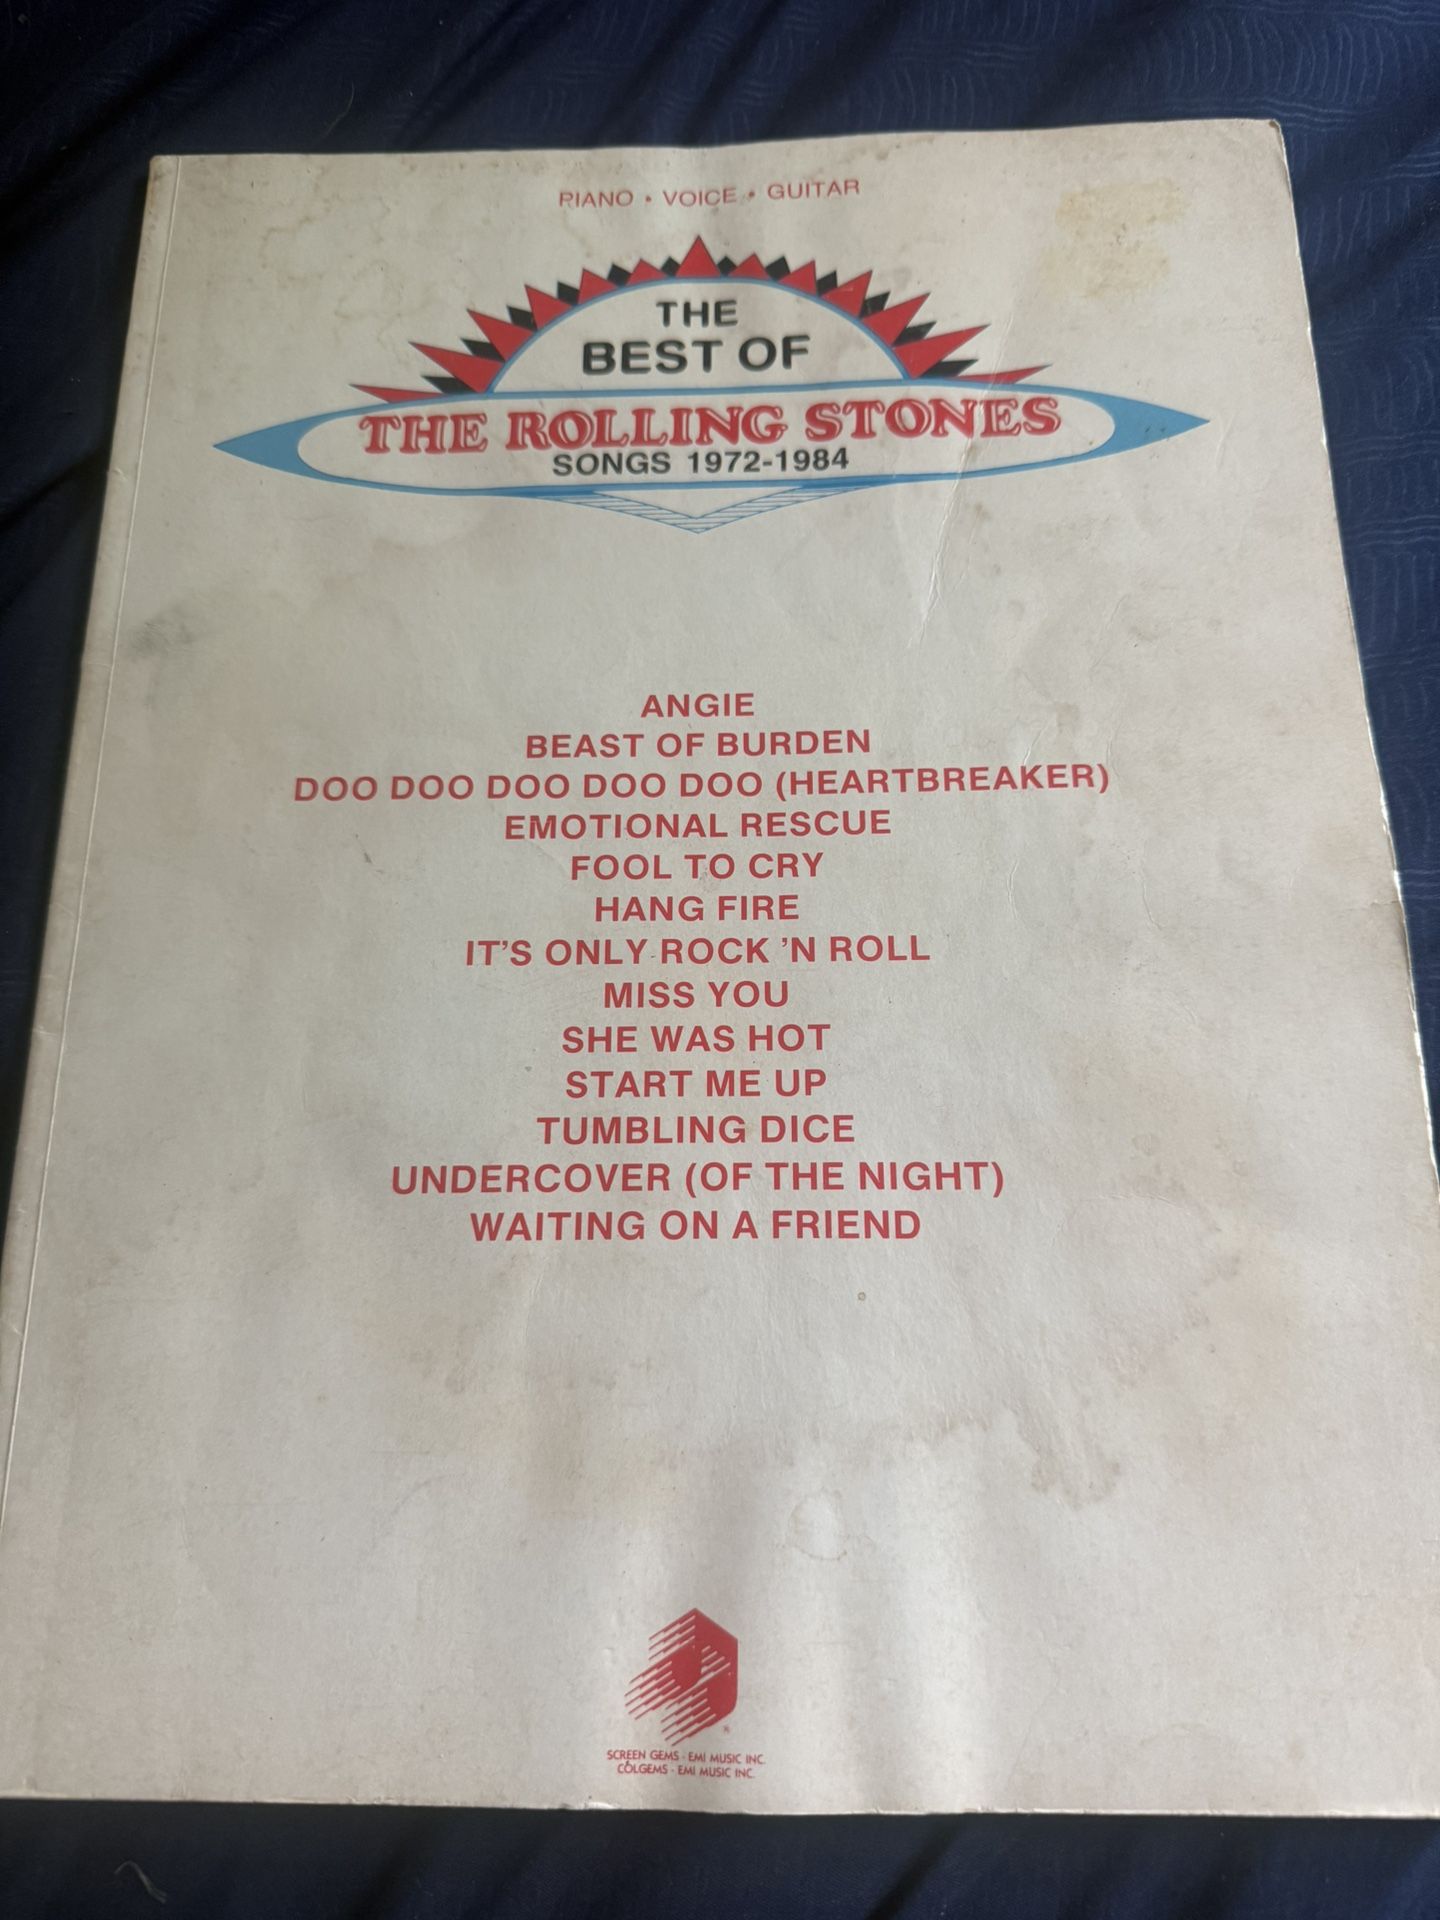 PIANO • VOICE • GUITAR
THE
BEST OF
THE ROLLING STONES
SONGS 1972-1984
ANGIE
BEAST OF BURDEN
DOO DOO DOO DOO DOO (HEARTBREAKER)
EMOTIONAL RESCUE
FOOL TO CRY
HANG FIRE
IT'S ONLY ROCK 'N ROLL
MISS YOU
SHE WAS HOT
START ME UP
TUMBLING DICE
UNDERCOVER (OF THE NIGHT)
WAITING ON A FRIEND
SCREEN GEMS - EMI MUSIC INC.
COLGEMS - EMI MUSIC INC.